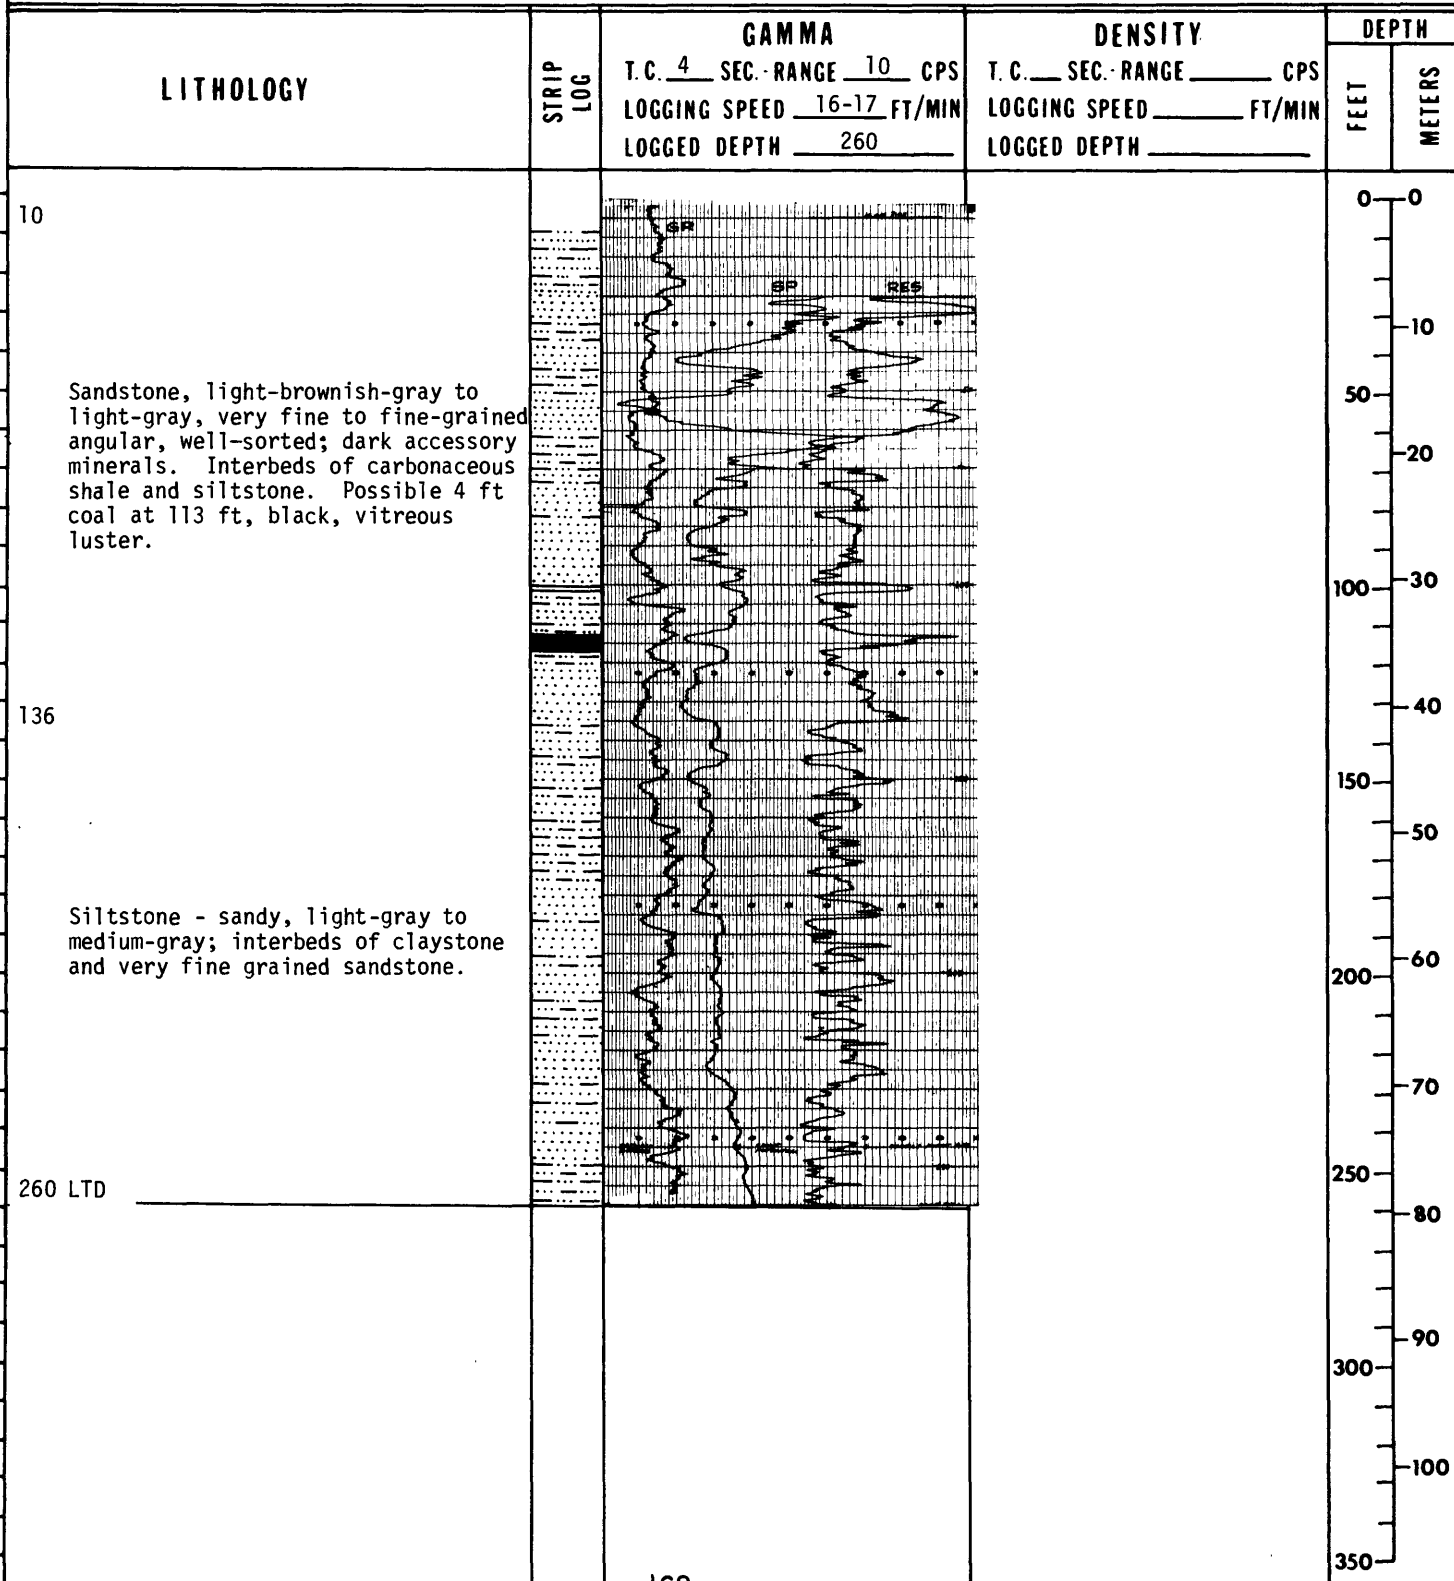 LITHOLOGY
STRIP LOG
GAMMA
T. C. 4 SEC.-RANGE 10 CPS
LOGGING SPEED 16-17 FT/MIN
LOGGED DEPTH 260
DENSITY
T. C. SEC.-RANGE CPS
LOGGING SPEED FT/MIN
LOGGED DEPTH
DEPTH
FEET
METERS
10
GR
SP
RES
Sandstone, light-brownish-gray to
light-gray, very fine to fine-grained
angular, well-sorted; dark accessory
minerals. Interbeds of carbonaceous
shale and siltstone. Possible 4 ft
coal at 113 ft, black, vitreous
luster.
136
Siltstone - sandy, light-gray to
medium-gray; interbeds of claystone
and very fine grained sandstone.
260 LTD
0
50
100
150
200
250
300
350
0
10
20
30
40
50
60
70
80
90
100